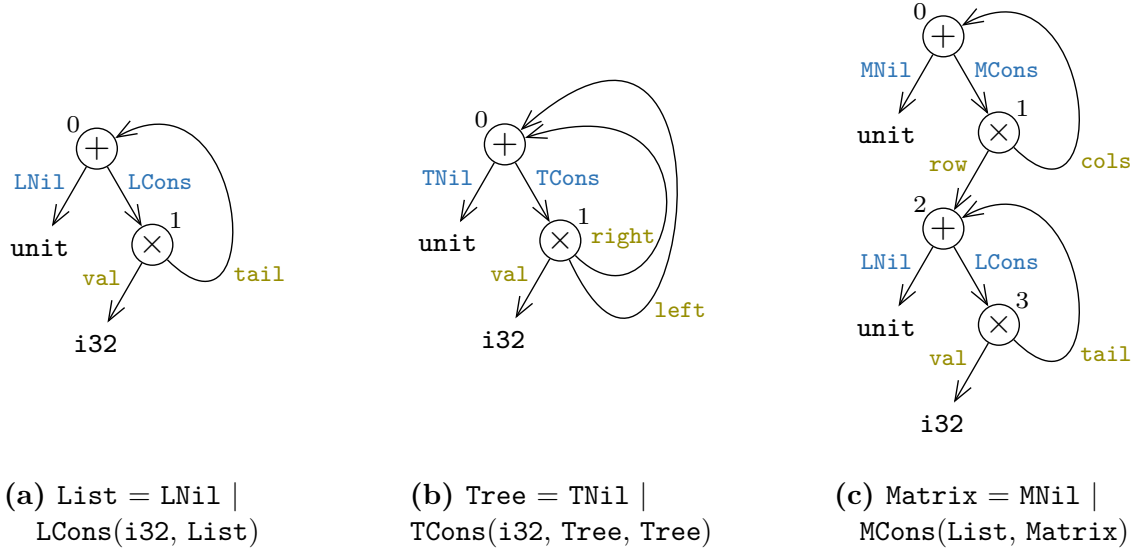 0
LNil
LCons
1
unit
val
tail
i32
(a) List = LNil |
LCons(i32, List)
0
TNil
TCons
1
unit
right
val
left
i32
(b) Tree = TNil |
TCons(i32, Tree, Tree)
0
MNil
MCons
1
unit
row
cols
2
LNil
LCons
3
unit
val
tail
i32
(c) Matrix = MNil |
MCons(List, Matrix)